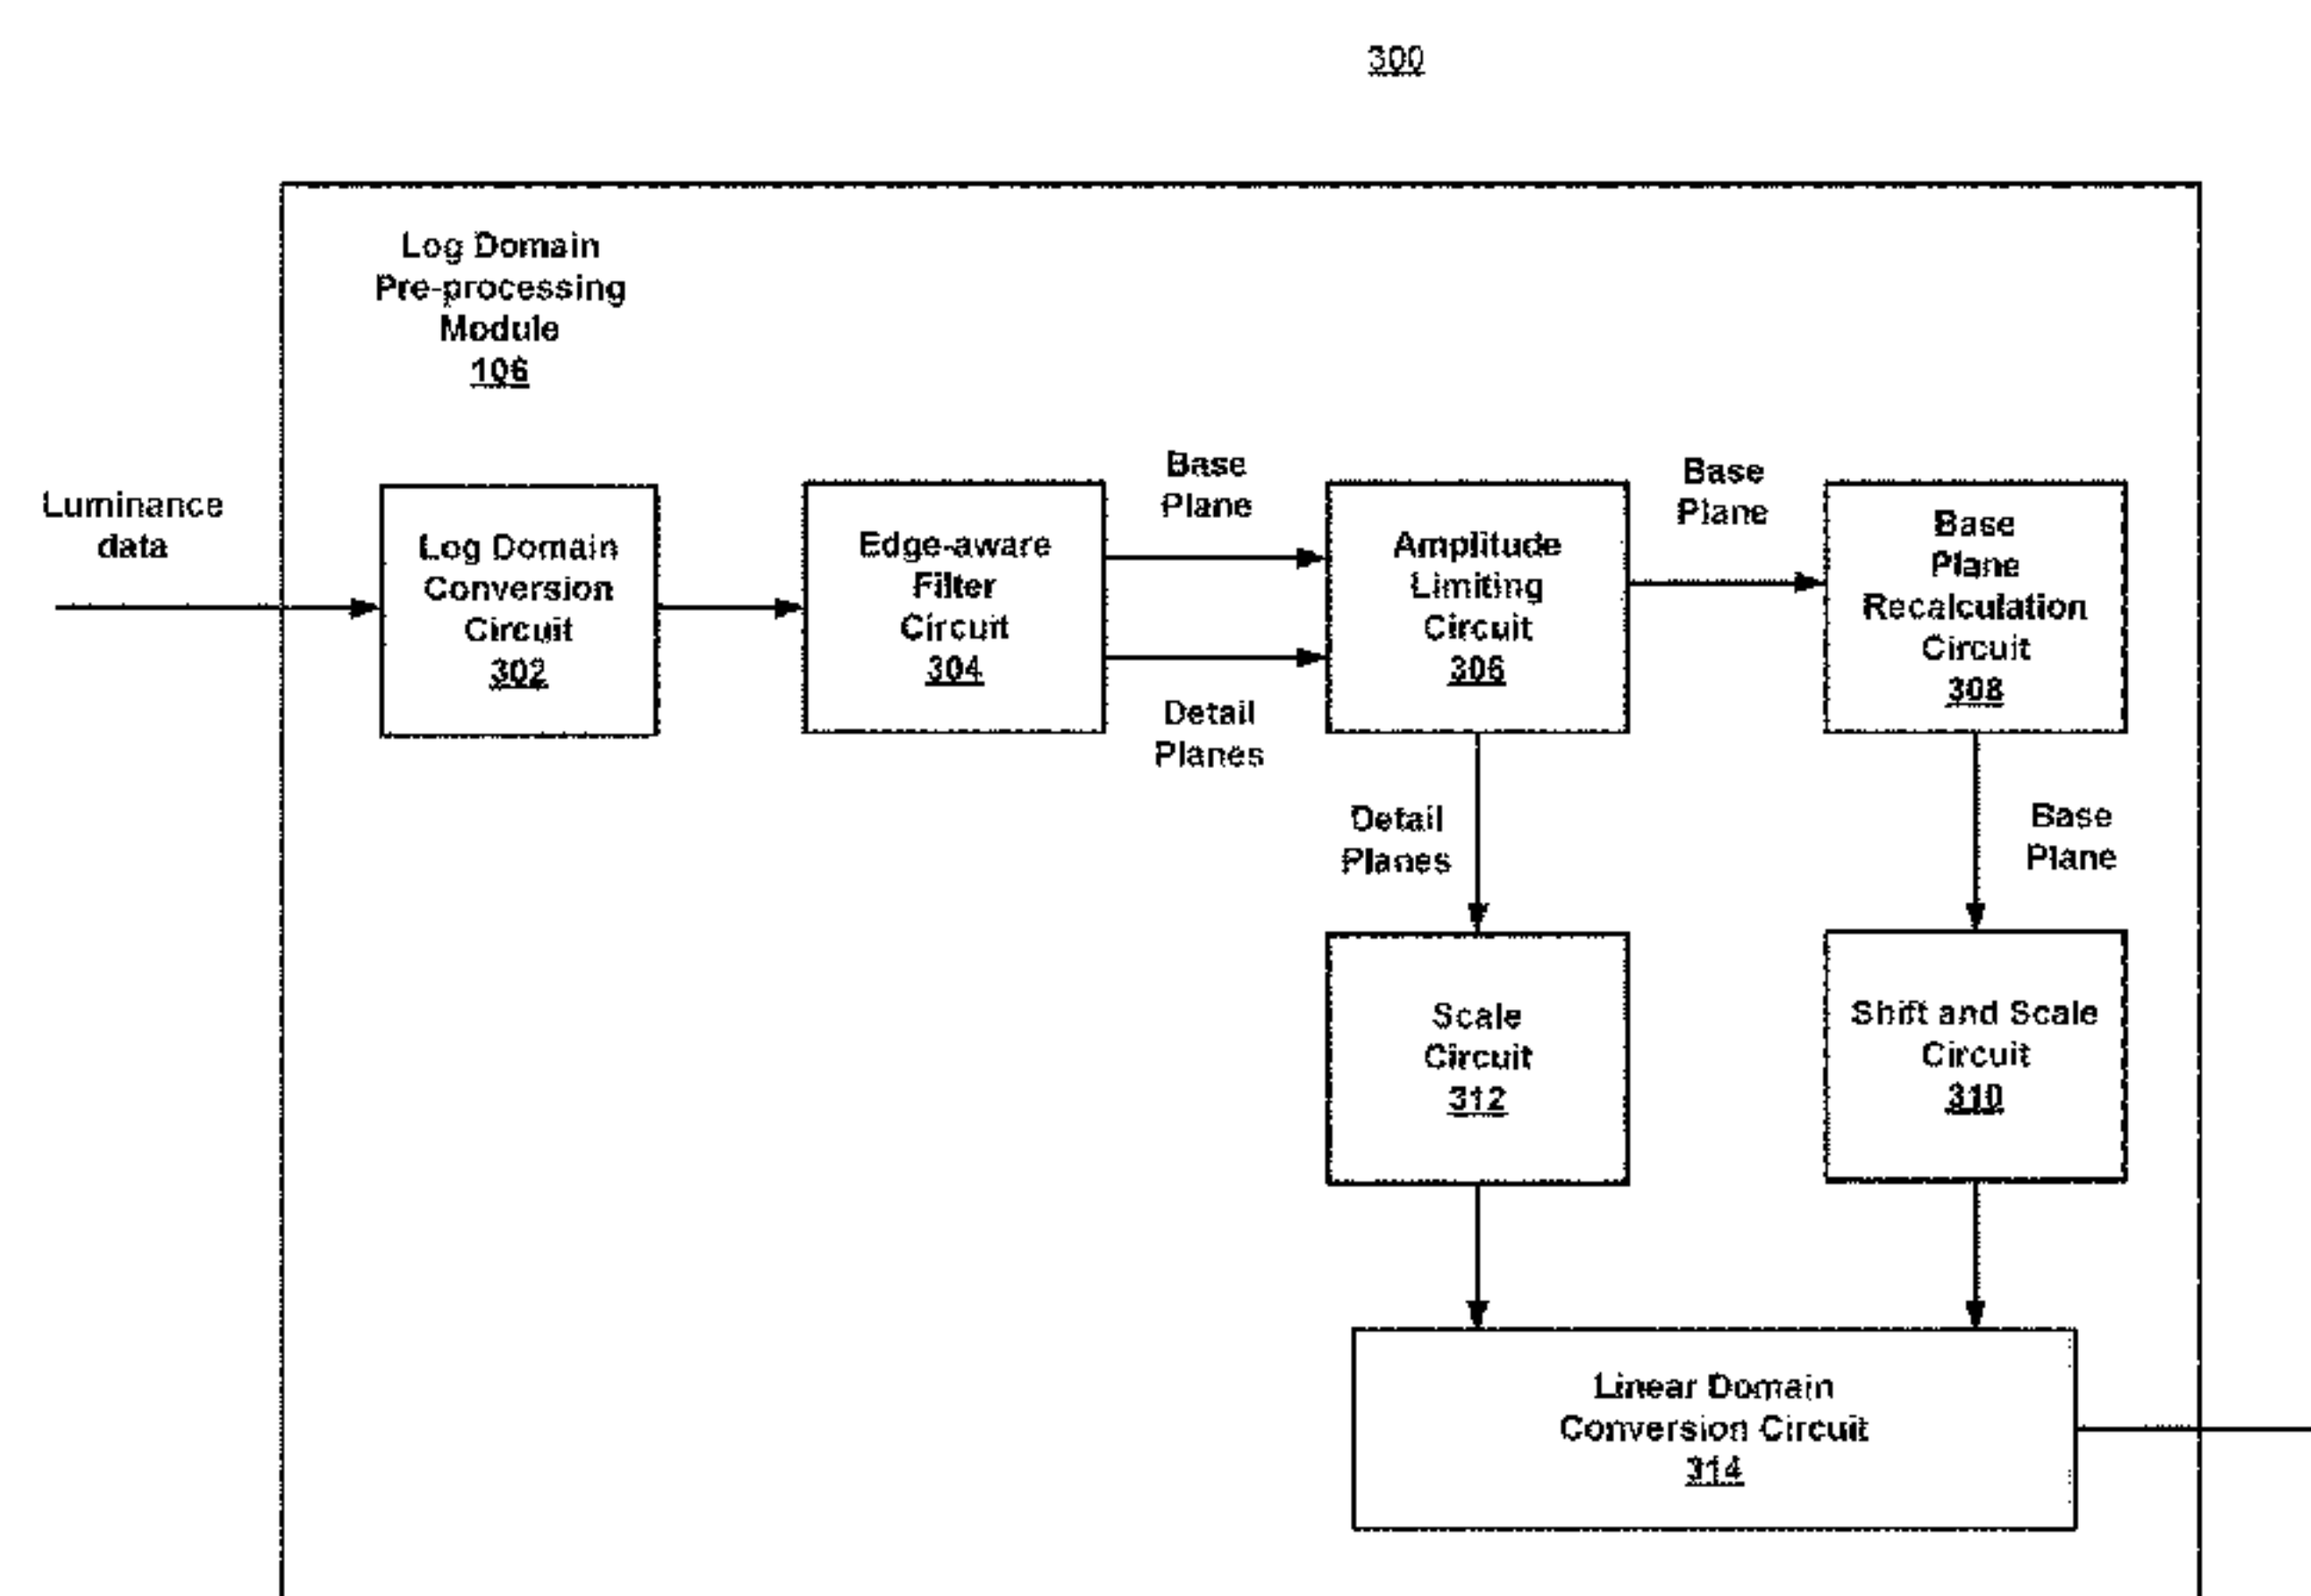 300
Log Domain
Pre-processing
Module
106
Luminance
data
Log Domain
Conversion
Circuit
302
Edge-aware
Filter
Circuit
304
Base
Plane
Detail
Planes
Amplitude
Limiting
Circuit
306
Base
Plane
Base
Plane
Recalculation
Circuit
308
Detail
Planes
Base
Plane
Scale
Circuit
312
Shift and Scale
Circuit
310
Linear Domain
Conversion Circuit
314